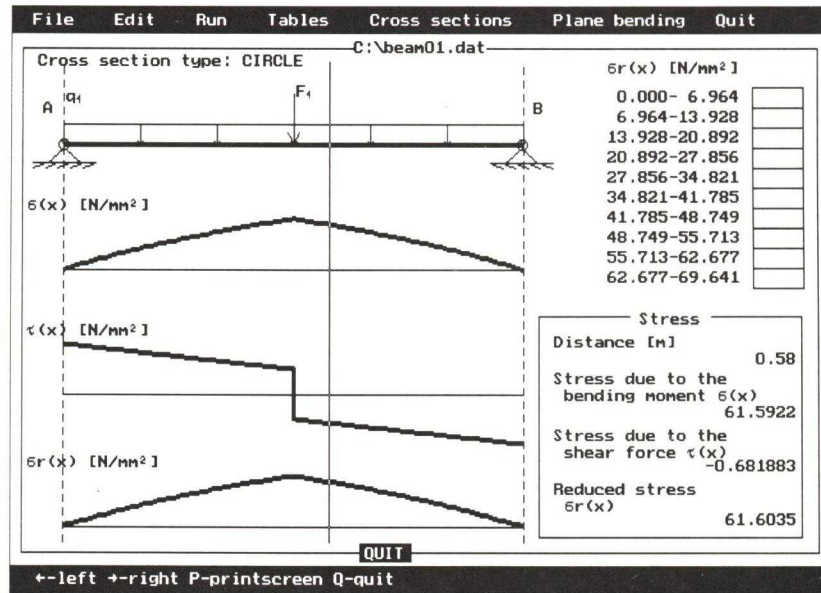 File Edit Run Tables Cross sections Plane bending Quit
C:\beam01.dat
Cross section type: CIRCLE
A q₁ F₁ B
б(x) [N/mm²]
τ(x) [N/mm²]
бr(x) [N/mm²]
бr(x) [N/mm²]
0.000- 6.964
6.964-13.928
13.928-20.892
20.892-27.856
27.856-34.821
34.821-41.785
41.785-48.749
48.749-55.713
55.713-62.677
62.677-69.641
Stress
Distance [m]
0.58
Stress due to the
bending moment б(x)
61.5922
Stress due to the
shear force τ(x)
-0.681883
Reduced stress
бr(x)
61.6035
QUIT
←-left →-right P-printscreen Q-quit